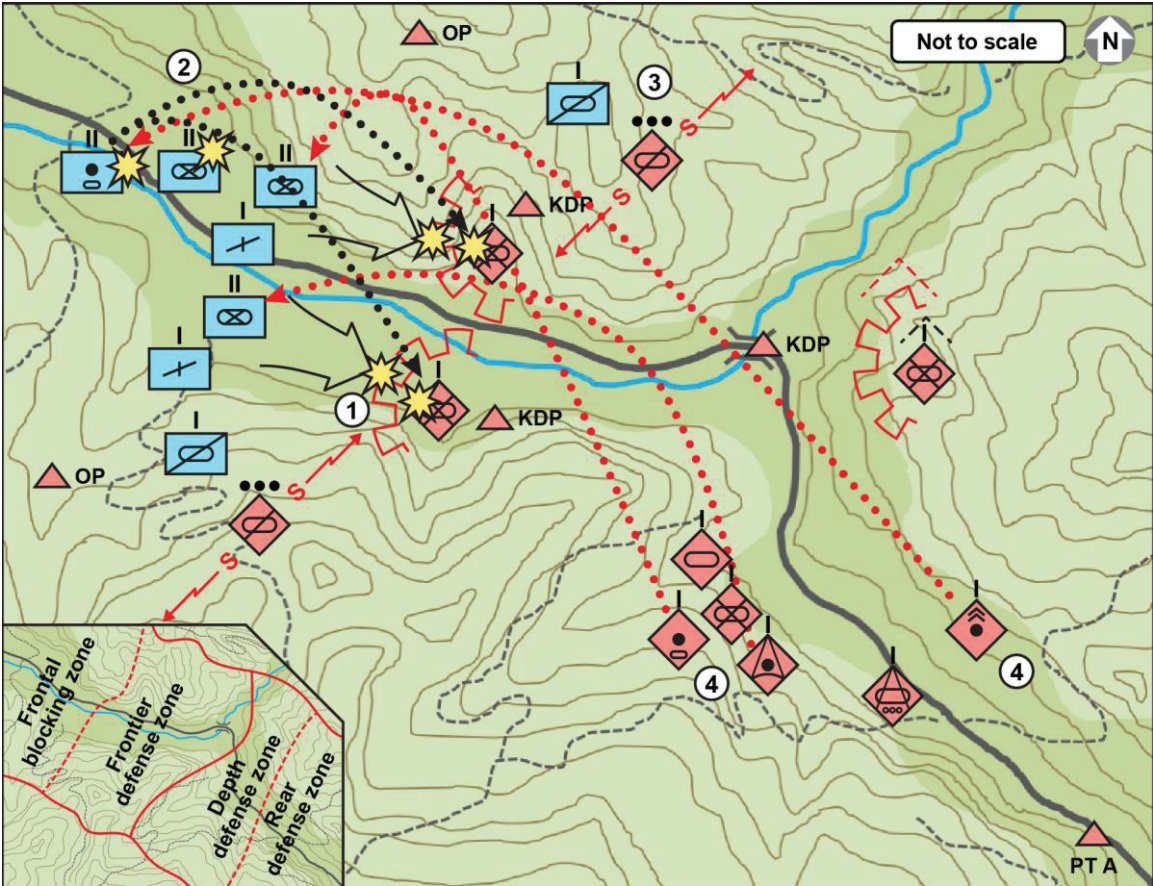 Not to scale
N
OP
2
I
3
II
II
II
S
KDP
I
I
S
II
KDP
I
I
I
1
KDP
I
OP
S
S
I
I
I
I
I
4
4
I
PT A
Frontal
blocking zone
Frontier
defense zone
Depth
defense zone
Rear
defense zone